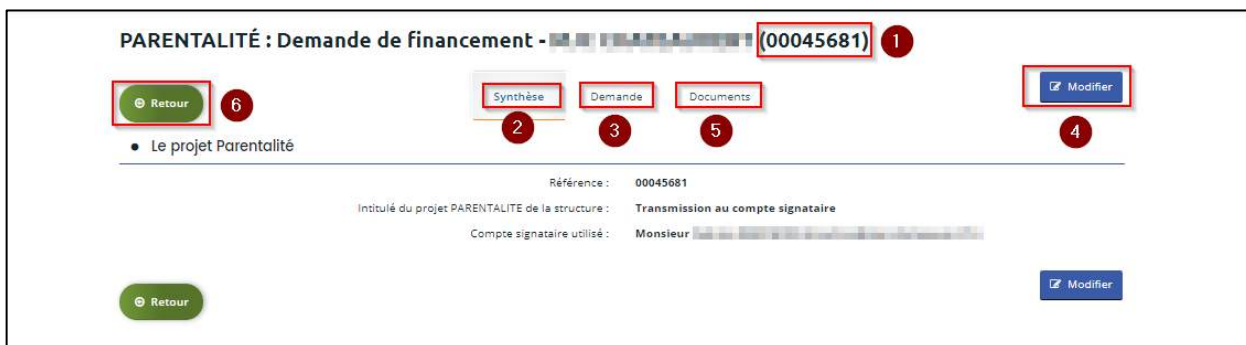 PARENTALITÉ : Demande de financement - (00045681) 1
Retour 6 Synthèse Demande Documents Modifier
2 3 5 4
Le projet Parentalité
Référence : 00045681
Intitulé du projet PARENTALITE de la structure : Transmission au compte signataire
Compte signataire utilisé : Monsieur
Retour Modifier